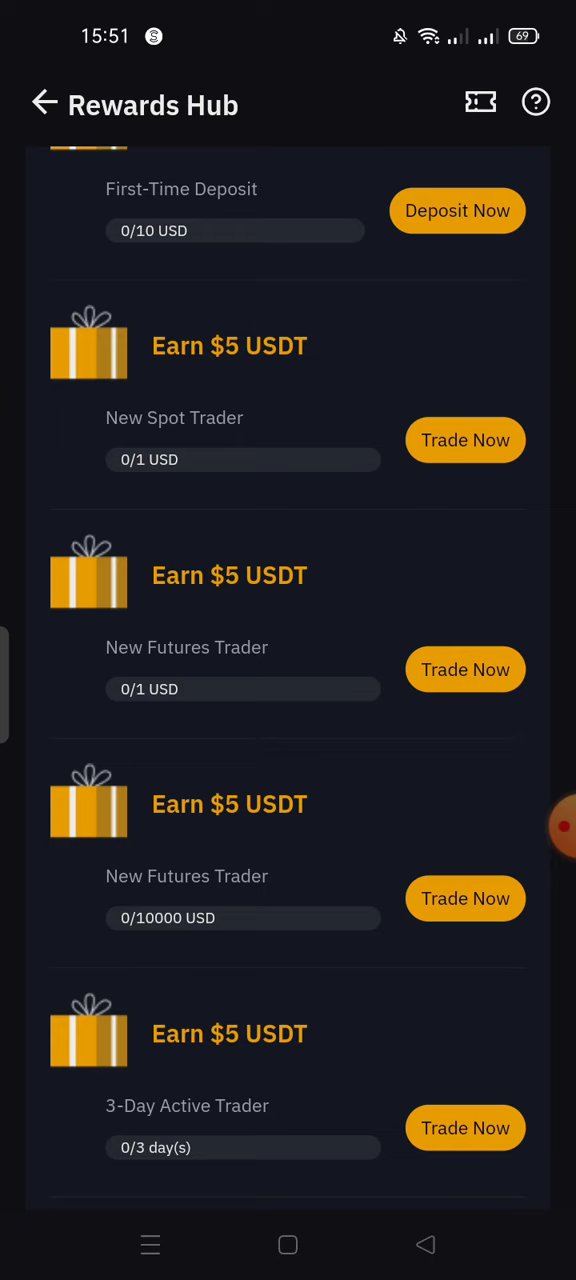 15:51
69
Rewards Hub
First-Time Deposit
0/10 USD
Deposit Now
Earn $5 USDT
New Spot Trader
0/1 USD
Trade Now
Earn $5 USDT
New Futures Trader
0/1 USD
Trade Now
Earn $5 USDT
New Futures Trader
0/10000 USD
Trade Now
Earn $5 USDT
3-Day Active Trader
0/3 day(s)
Trade Now